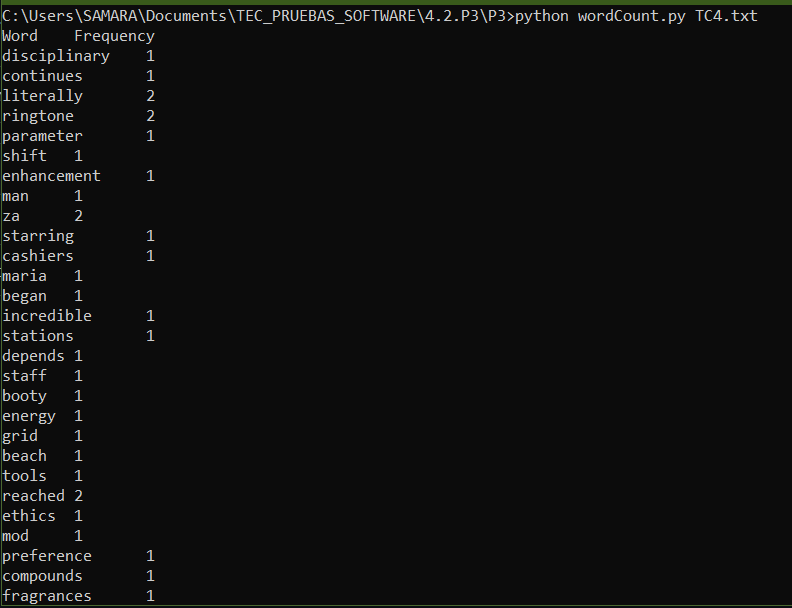 C:\Users\SAMARA\Documents\TEC_PRUEBAS_SOFTWARE\4.2.P3\P3>python wordCount.py TC4.txt
Word    Frequency
disciplinary    1
continues       1
literally       2
ringtone        2
parameter       1
shift   1
enhancement     1
man     1
za      2
starring        1
cashiers        1
maria   1
began   1
incredible      1
stations        1
depends 1
staff   1
booty   1
energy  1
grid    1
beach   1
tools   1
reached 2
ethics  1
mod     1
preference      1
compounds       1
fragrances      1